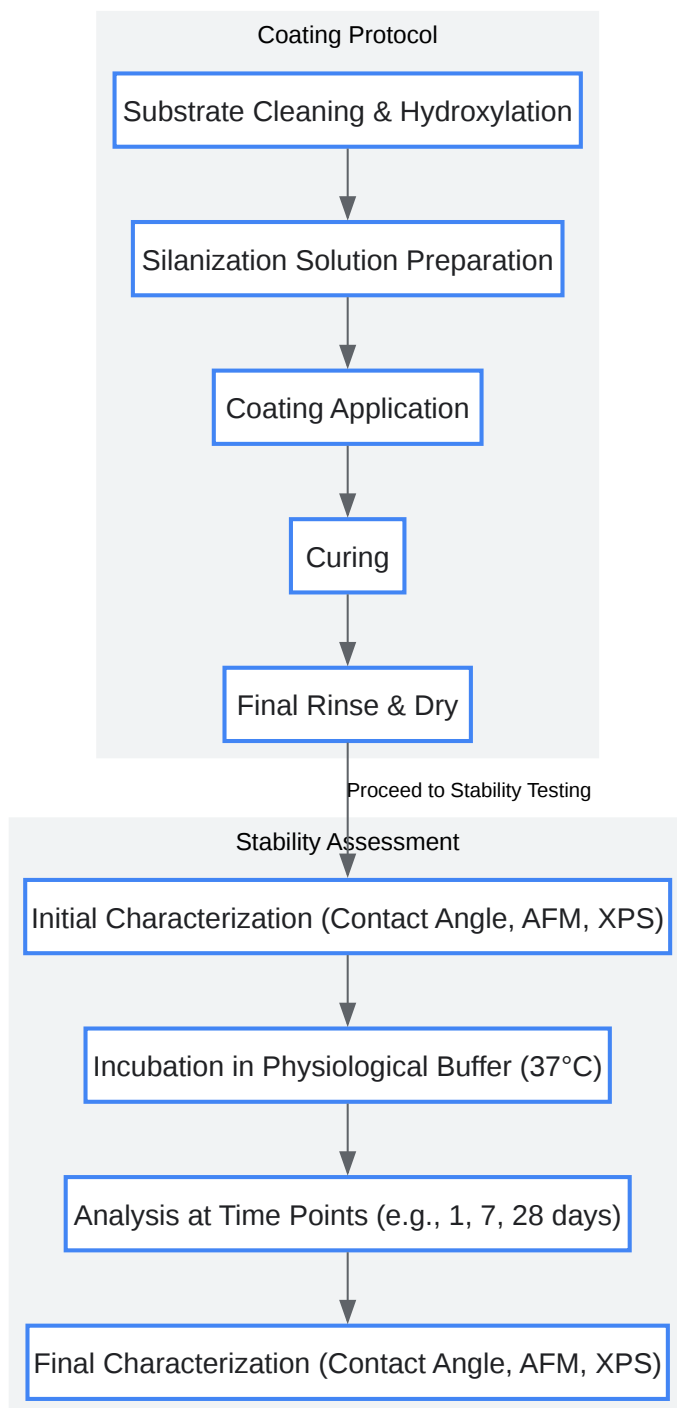 Coating Protocol
Substrate Cleaning & Hydroxylation
Silanization Solution Preparation
Coating Application
Curing
Final Rinse & Dry
Proceed to Stability Testing
Stability Assessment
Initial Characterization (Contact Angle, AFM, XPS)
Incubation in Physiological Buffer (37°C)
Analysis at Time Points (e.g., 1, 7, 28 days)
Final Characterization (Contact Angle, AFM, XPS)